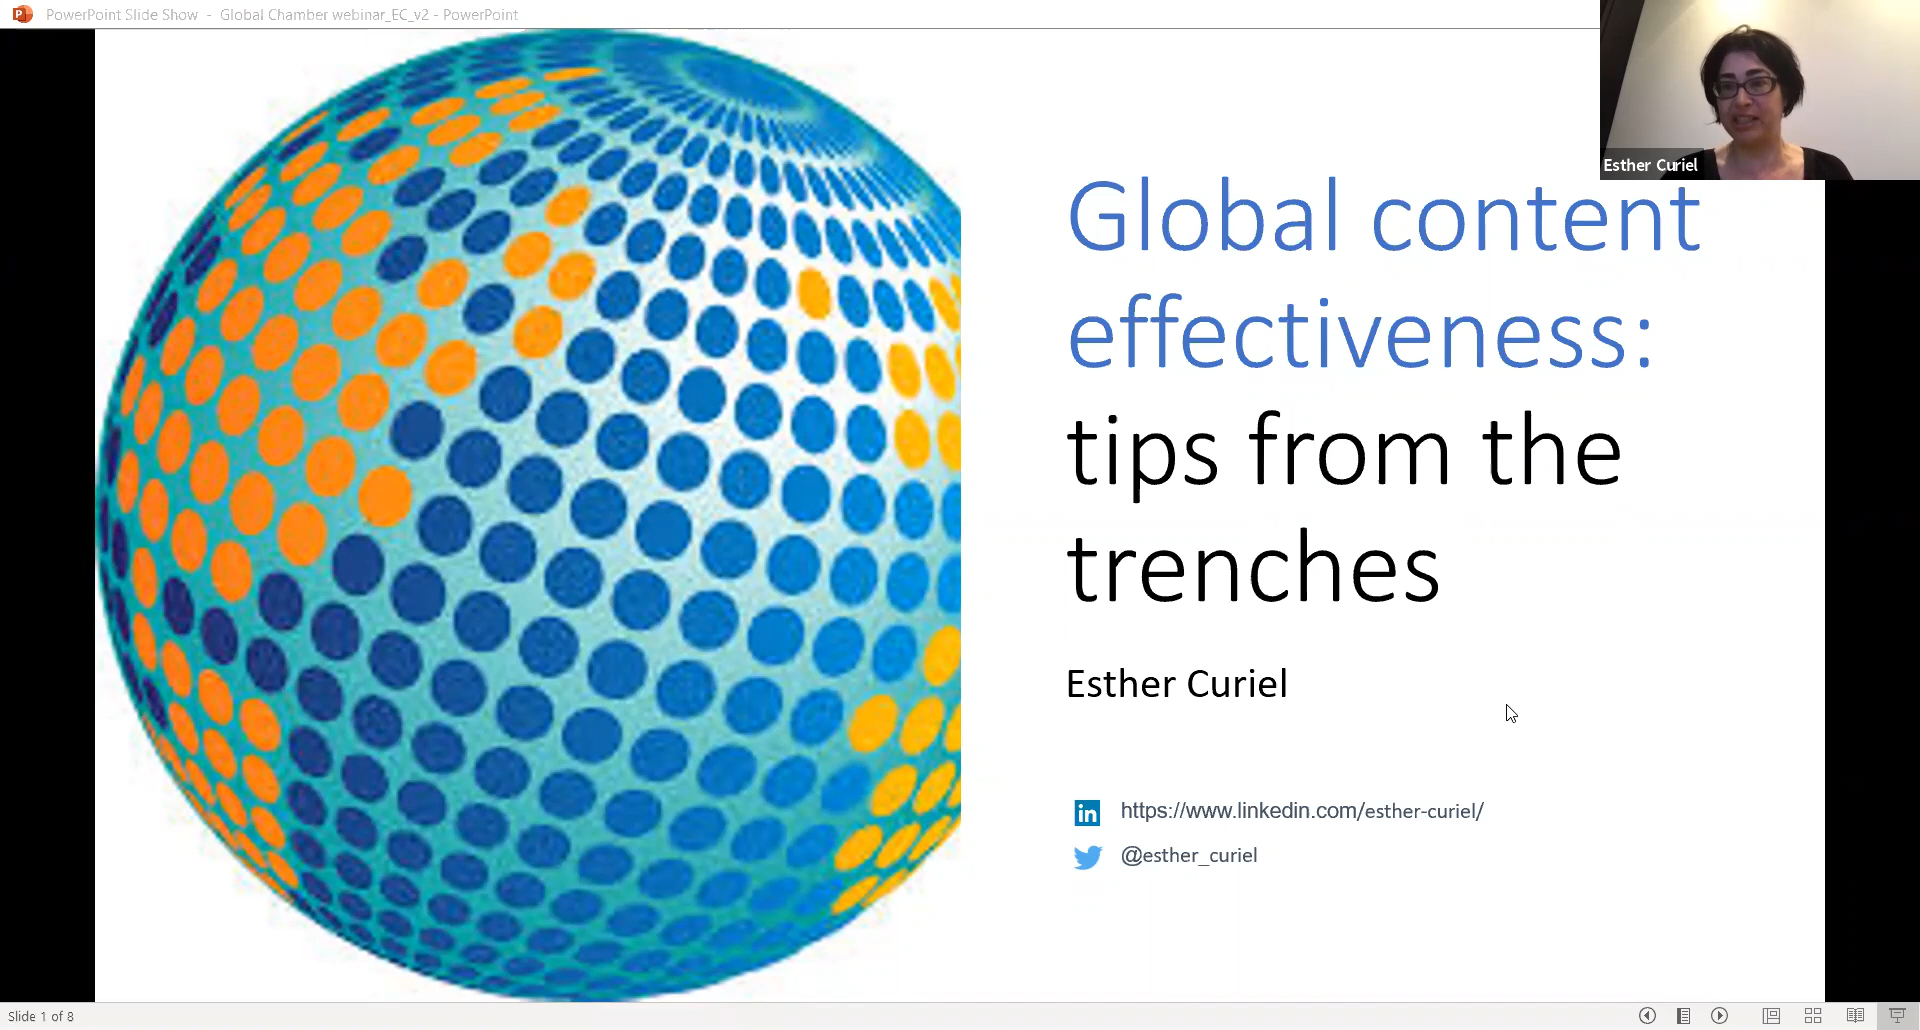 PowerPoint Slide Show - Global Chamber webinar_EC_v2 - PowerPoint
Esther Curiel
Global content
effectiveness:
tips from the
trenches
Esther Curiel
in https://www.linkedin.com/esther-curiel/
@esther_curiel
Slide 1 of 8